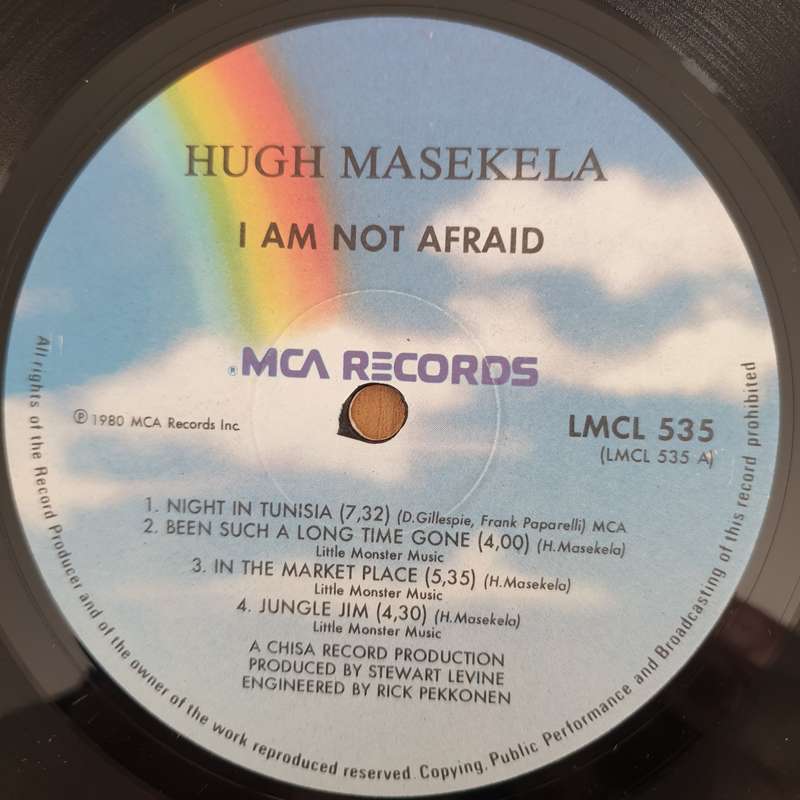 HUGH MASEKELA
I AM NOT AFRAID
® MCA RECORDS
℗ 1980 MCA Records Inc.
LMCL 535
(LMCL 535 A)
1. NIGHT IN TUNISIA (7,32) (D.Gillespie, Frank Paparelli) MCA
2. BEEN SUCH A LONG TIME GONE (4,00) (H.Masekela)
Little Monster Music
3. IN THE MARKET PLACE (5,35) (H.Masekela)
Little Monster Music
4. JUNGLE JIM (4,30) (H.Masekela)
Little Monster Music
A CHISA RECORD PRODUCTION
PRODUCED BY STEWART LEVINE
ENGINEERED BY RICK PEKKONEN
All rights of the Record Producer and of the owner of the work reproduced reserved. Copying, Public Performance and Broadcasting of this record prohibited